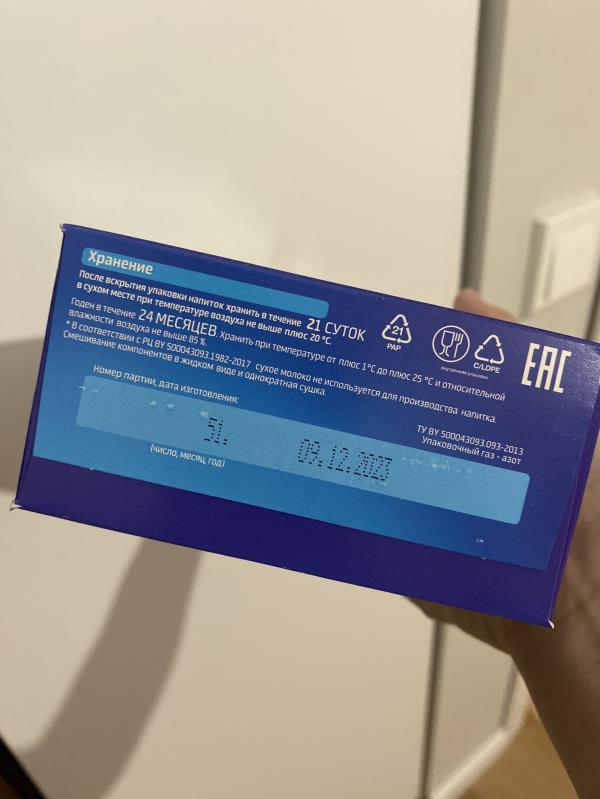 Хранение
После вскрытия упаковки напиток хранить в течение 21 СУТОК
в сухом месте при температуре воздуха не выше плюс 20 °C.
Годен в течение 24 МЕСЯЦЕВ. Хранить при температуре от плюс 1°C до плюс 25 °C и относительной
влажности воздуха не выше 85 %.
* В соответствии с РЦ BY 500043093.1982-2017 Сухое молоко не используется для производства напитка.
Смешивание компонентов в жидком виде и однократная сушка.
21
PAP
внутренняя упаковка
C/LDPE
EAC
ТУ BY 500043093.093-2013
Упаковочный газ - азот
Номер партии, дата изготовления:
51. 09.12.2023
(число, месяц, год)